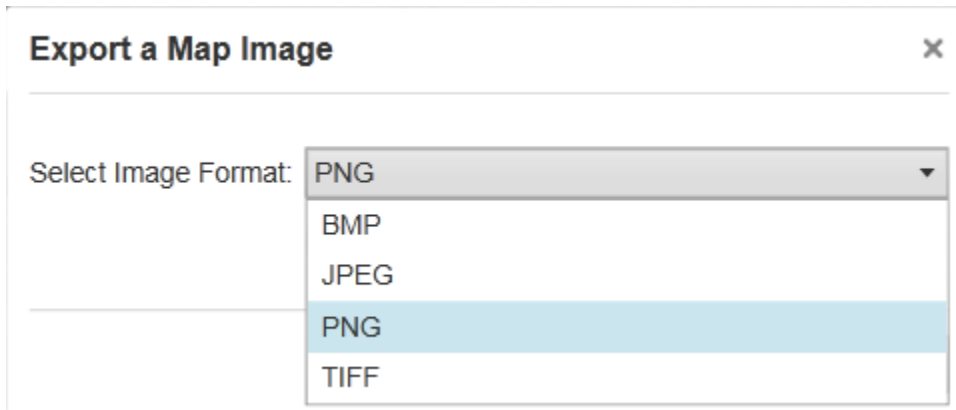 Export a Map Image
Select Image Format: PNG
BMP
JPEG
PNG
TIFF